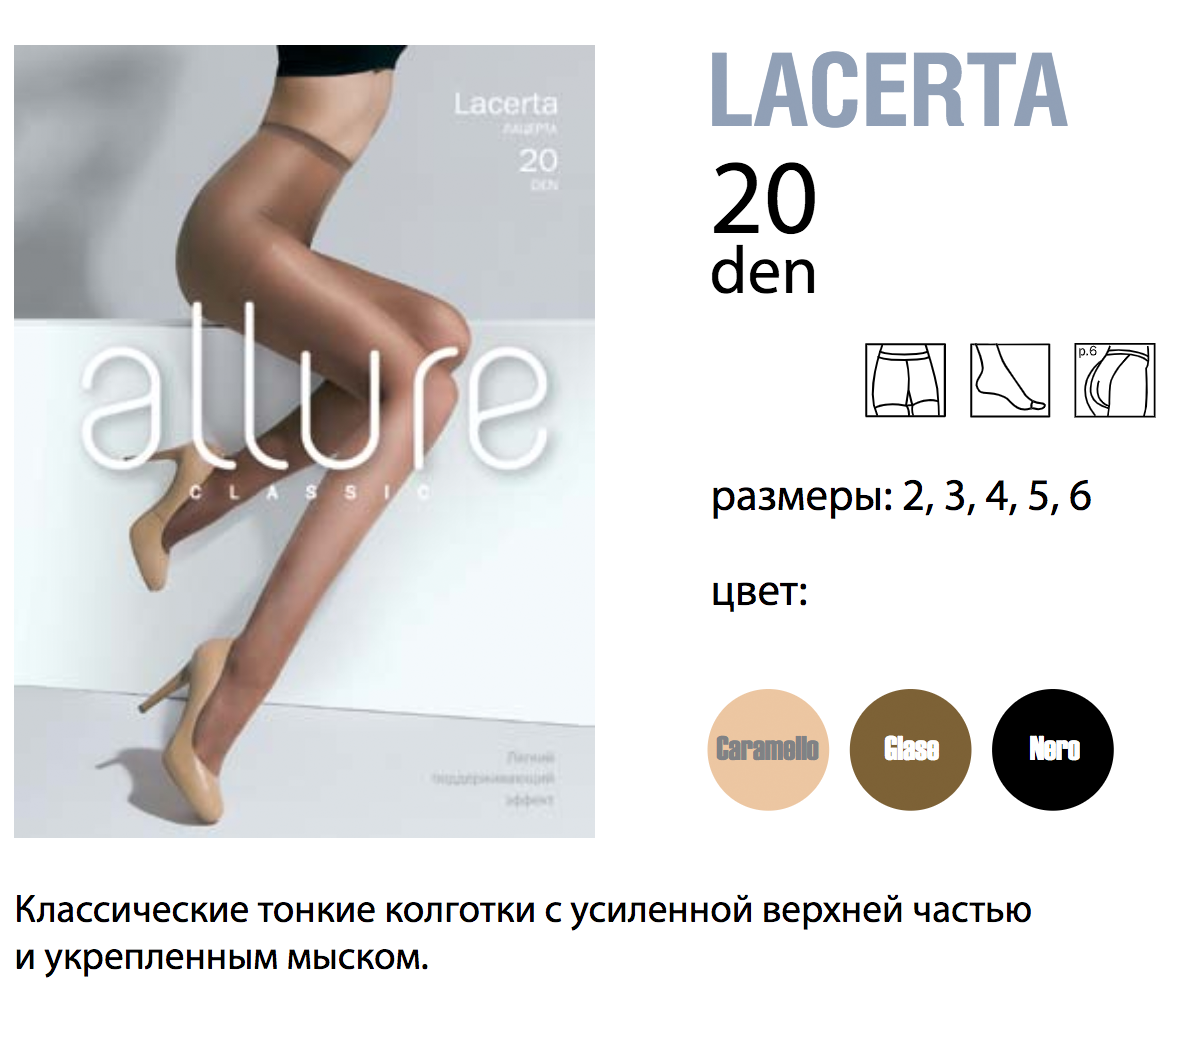 Lacerta
ЛАЦЕРТА
20
DEN
allure
CLASSIC
Лёгкий
поддерживающий
эффект
LACERTA
20
den
р.6
размеры: 2, 3, 4, 5, 6
цвет:
Caramello
Glase
Nero
Классические тонкие колготки с усиленной верхней частью
и укрепленным мыском.